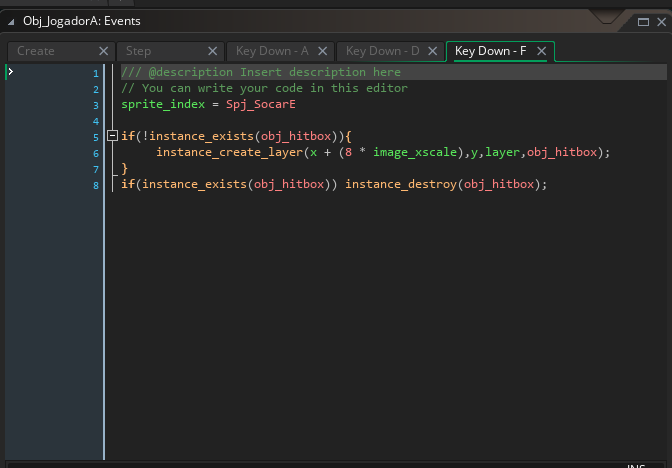 Obj_JogadorA: Events
Create Step Key Down - A Key Down - D Key Down - F
1 /// @description Insert description here
2 // You can write your code in this editor
3 sprite_index = Spj_SocarE
4
5 if(!instance_exists(obj_hitbox)){
6 instance_create_layer(x + (8 * image_xscale),y,layer,obj_hitbox);
7 }
8 if(instance_exists(obj_hitbox)) instance_destroy(obj_hitbox);
INS